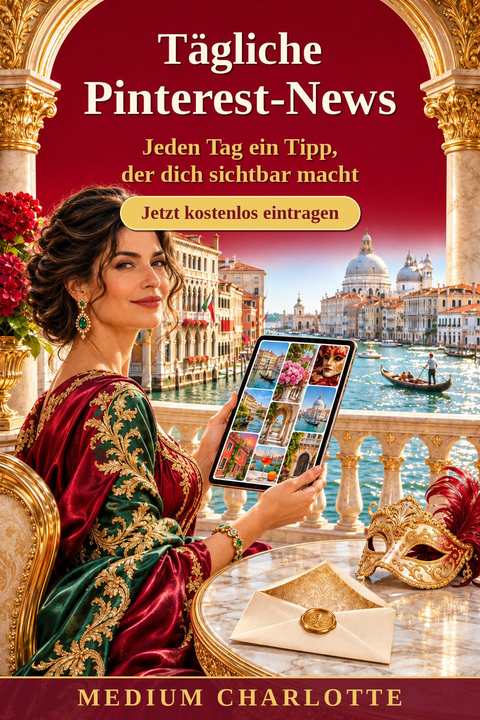 Tägliche
Pinterest-News
Jeden Tag ein Tipp,
der dich sichtbar macht
Jetzt kostenlos eintragen
MEDIUM CHARLOTTE